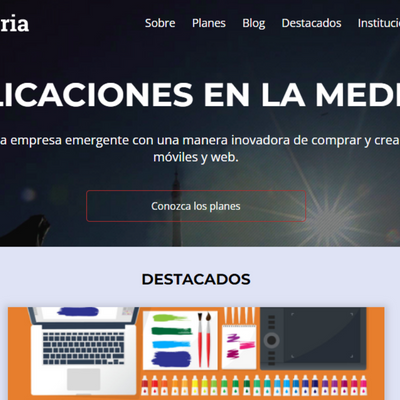 ria
Sobre Planes Blog Destacados Instituci
LICACIONES EN LA MED
a empresa emergente con una manera inovadora de comprar y crea
móviles y web.
Conozca los planes
DESTACADOS